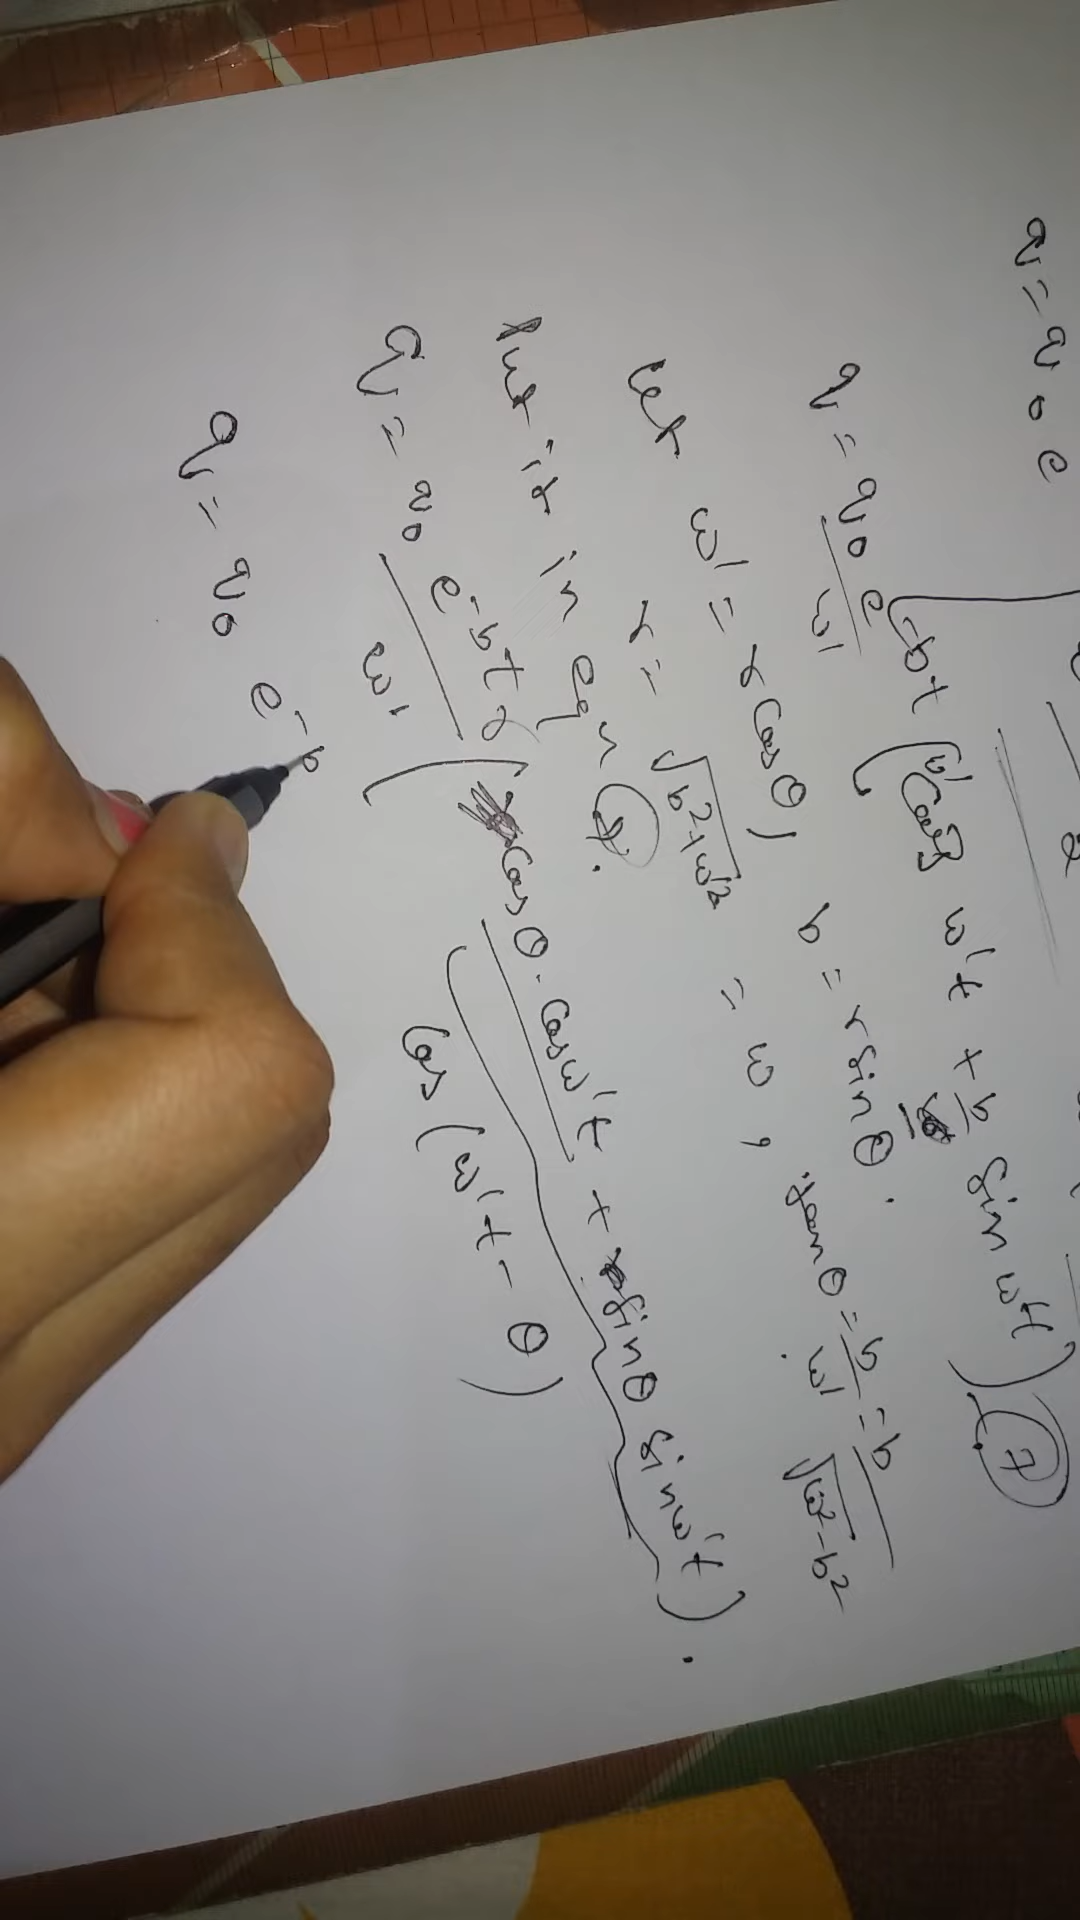 q = q₀ e
q = q₀ e^-bt / ω' (ω' cos ω't + b sin ω't) . ⑦
let ω' = r cos θ, b = r sin θ .
r = √b²+ω'² = ω , tan θ = b/ω' = b/√ω²-b²
Put it in eqn ⑦.
q = q₀ e^-bt r / ω' (cos θ . cos ω't + sin θ sin ω't) .
cos (ω't - θ)
q = q₀ e^-b